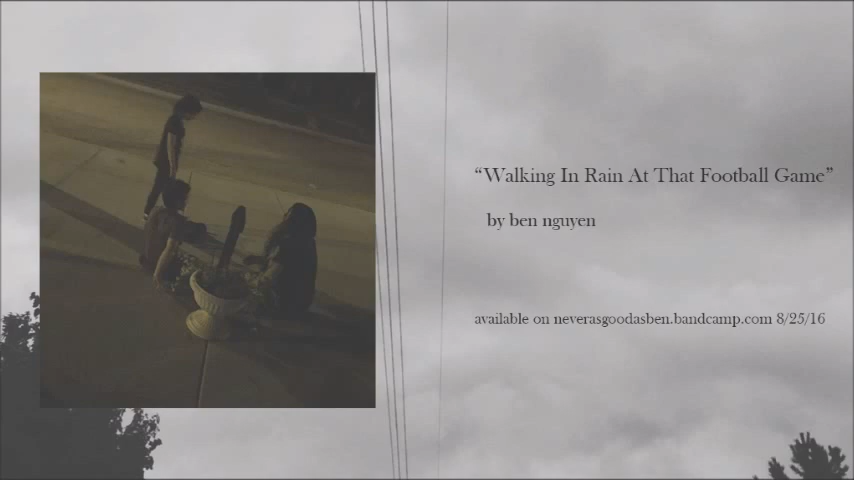 “Walking In Rain At That Football Game”
by ben nguyen
available on neverasgoodasben.bandcamp.com 8/25/16